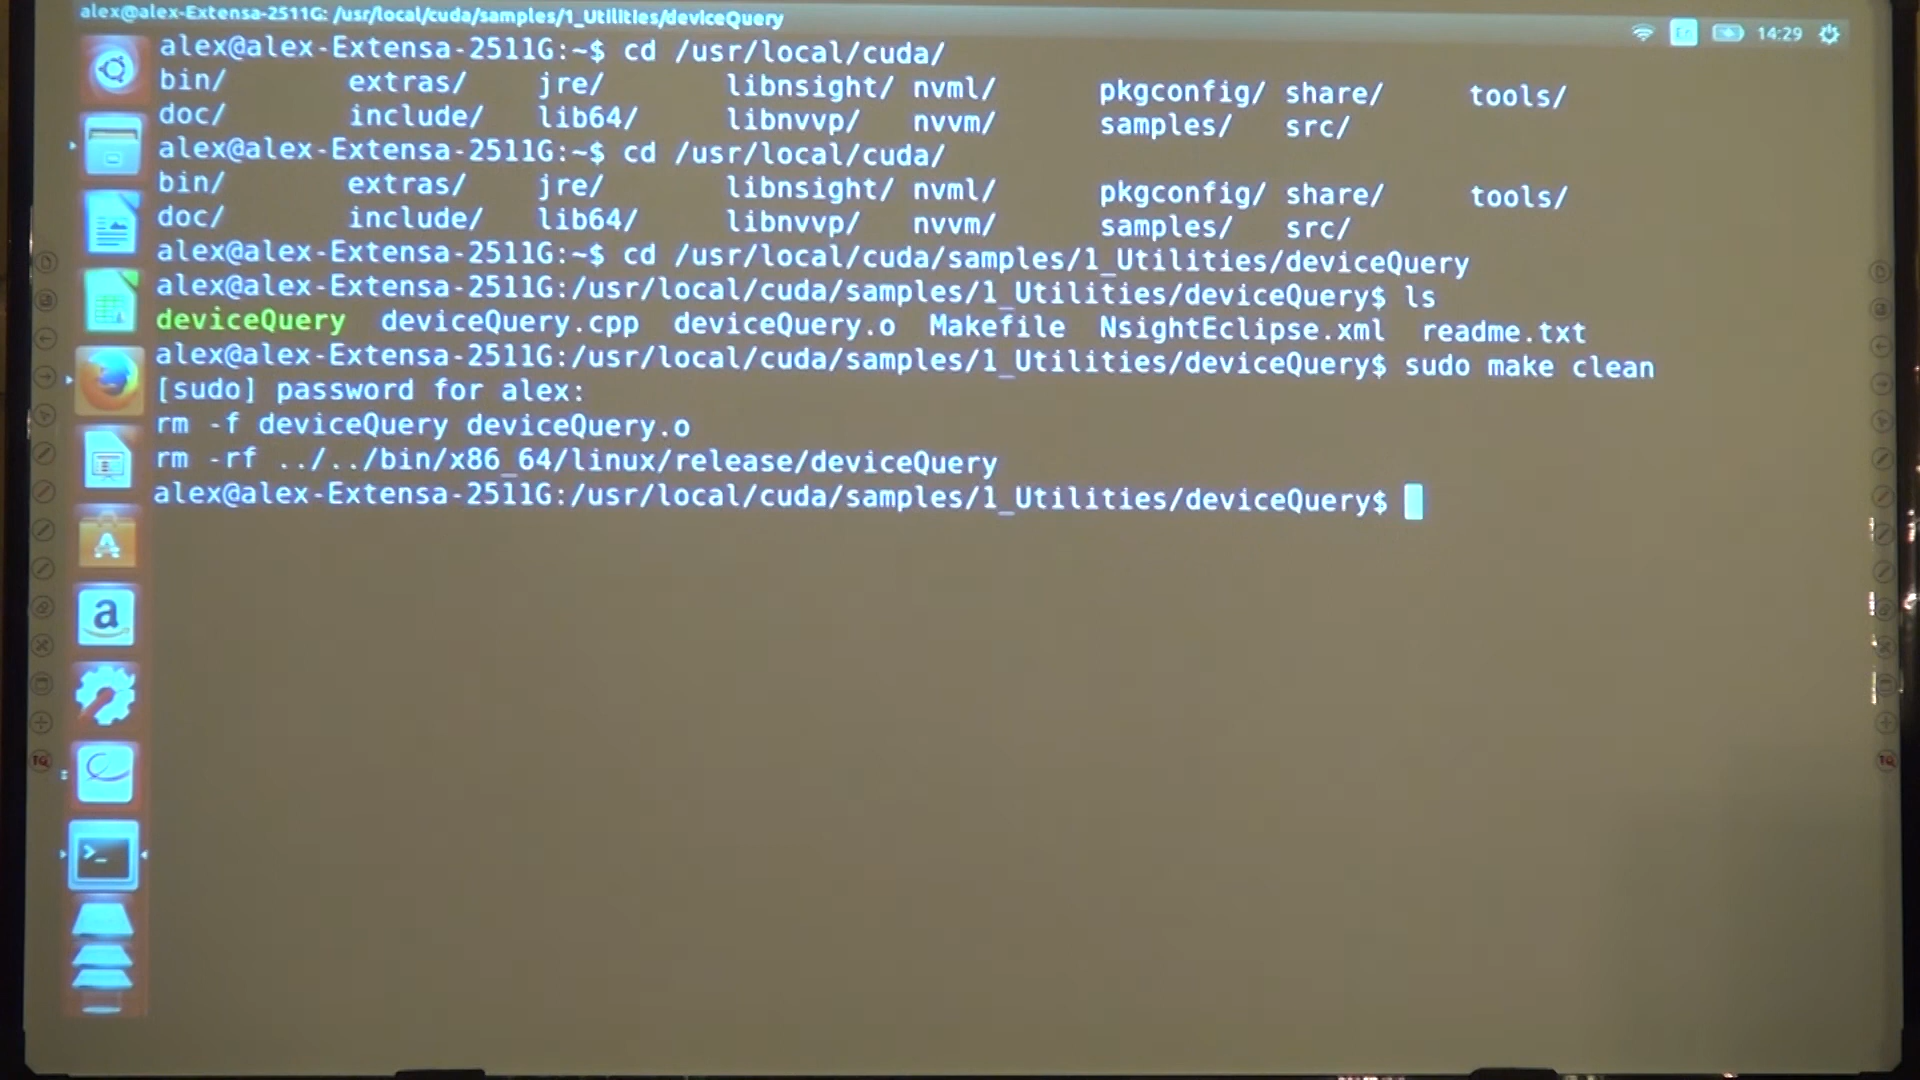 alex@alex-Extensa-2511G: /usr/local/cuda/samples/1_Utilities/deviceQuery
14:29
alex@alex-Extensa-2511G:~$ cd /usr/local/cuda/
bin/ extras/ jre/ libnsight/ nvml/ pkgconfig/ share/ tools/
doc/ include/ lib64/ libnvvp/ nvvm/ samples/ src/
alex@alex-Extensa-2511G:~$ cd /usr/local/cuda/
bin/ extras/ jre/ libnsight/ nvml/ pkgconfig/ share/ tools/
doc/ include/ lib64/ libnvvp/ nvvm/ samples/ src/
alex@alex-Extensa-2511G:~$ cd /usr/local/cuda/samples/1_Utilities/deviceQuery
alex@alex-Extensa-2511G:/usr/local/cuda/samples/1_Utilities/deviceQuery$ ls
deviceQuery deviceQuery.cpp deviceQuery.o Makefile NsightEclipse.xml readme.txt
alex@alex-Extensa-2511G:/usr/local/cuda/samples/1_Utilities/deviceQuery$ sudo make clean
[sudo] password for alex:
rm -f deviceQuery deviceQuery.o
rm -rf ../../bin/x86_64/linux/release/deviceQuery
alex@alex-Extensa-2511G:/usr/local/cuda/samples/1_Utilities/deviceQuery$